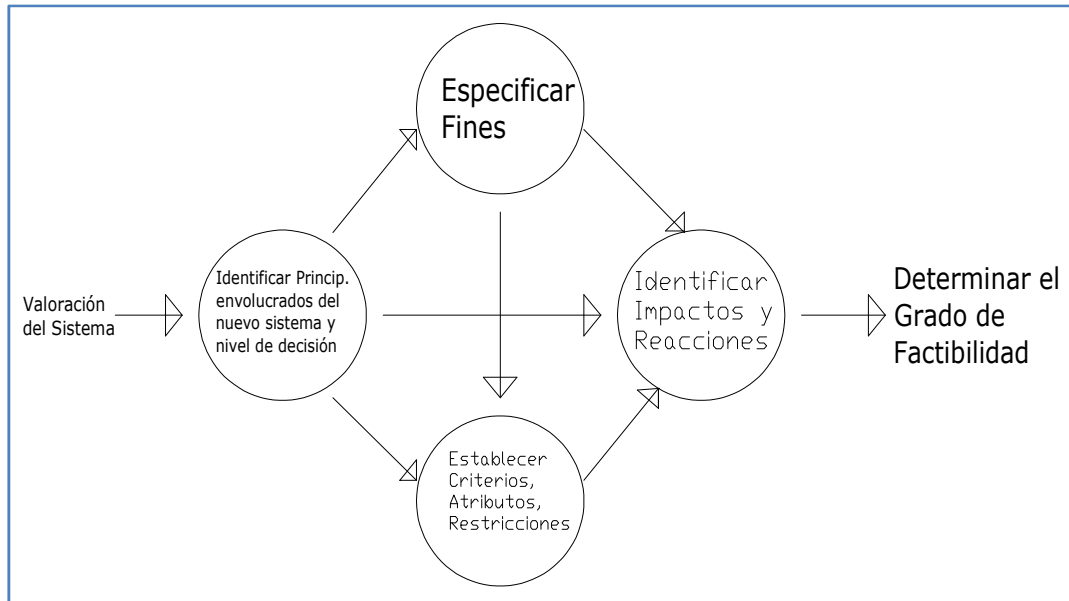 Valoración
del Sistema
Identificar Princip.
envolucrados del
nuevo sistema y
nivel de decisión
Especificar
Fines
Establecer
Criterios,
Atributos,
Restricciones
Identificar
Impactos y
Reacciones
Determinar el
Grado de
Factibilidad